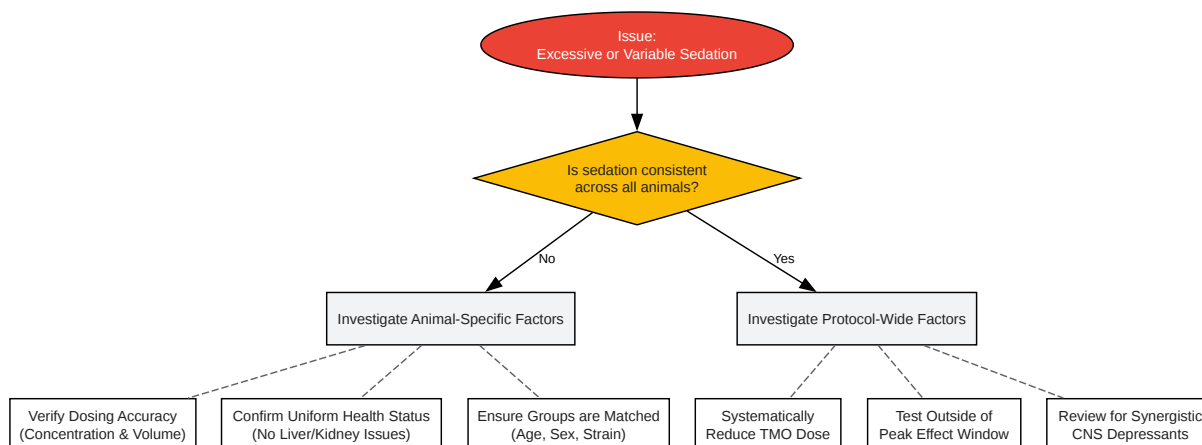 Issue:
Excessive or Variable Sedation
Is sedation consistent
across all animals?
No
Yes
Investigate Animal-Specific Factors
Investigate Protocol-Wide Factors
Verify Dosing Accuracy
(Concentration & Volume)
Confirm Uniform Health Status
(No Liver/Kidney Issues)
Ensure Groups are Matched
(Age, Sex, Strain)
Systematically
Reduce TMO Dose
Test Outside of
Peak Effect Window
Review for Synergistic
CNS Depressants